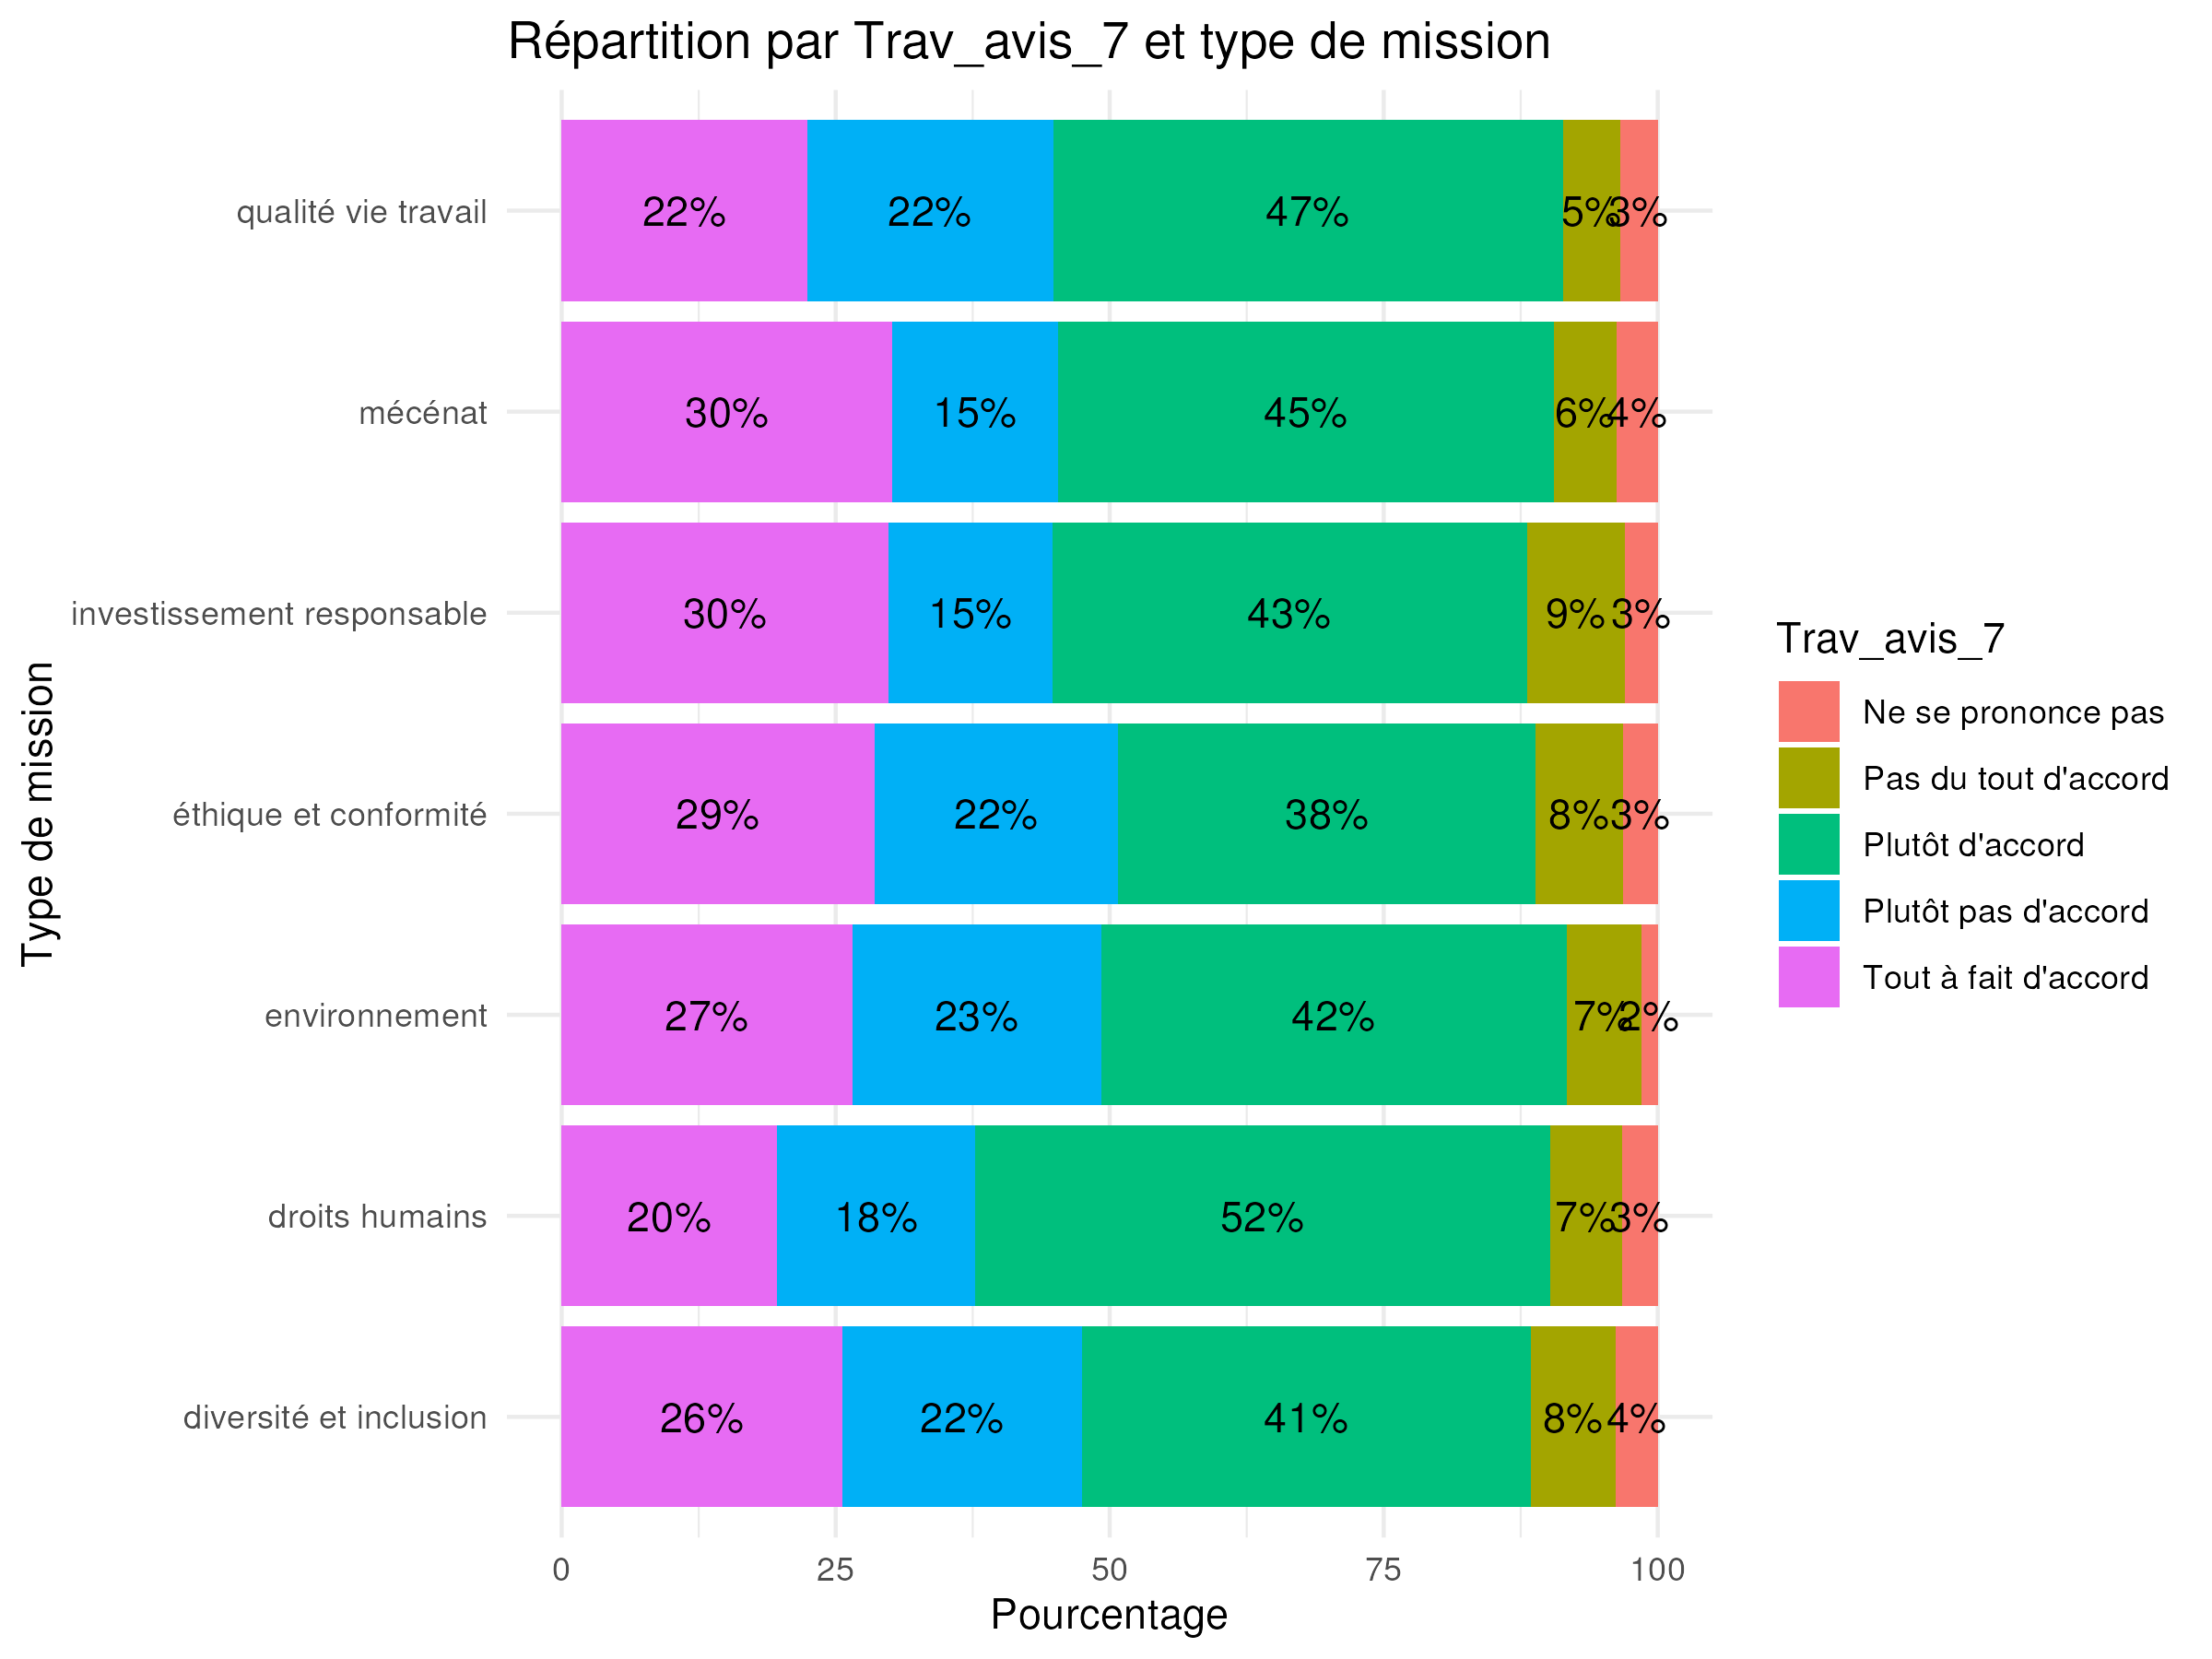 Répartition par Trav_avis_7 et type de mission
Type de mission
qualité vie travail
22% 22% 47% 5% 3%
mécénat
30% 15% 45% 6% 4%
investissement responsable
30% 15% 43% 9% 3%
éthique et conformité
29% 22% 38% 8% 3%
environnement
27% 23% 42% 7% 2%
droits humains
20% 18% 52% 7% 3%
diversité et inclusion
26% 22% 41% 8% 4%
0 25 50 75 100
Pourcentage
Trav_avis_7
Ne se prononce pas
Pas du tout d'accord
Plutôt d'accord
Plutôt pas d'accord
Tout à fait d'accord